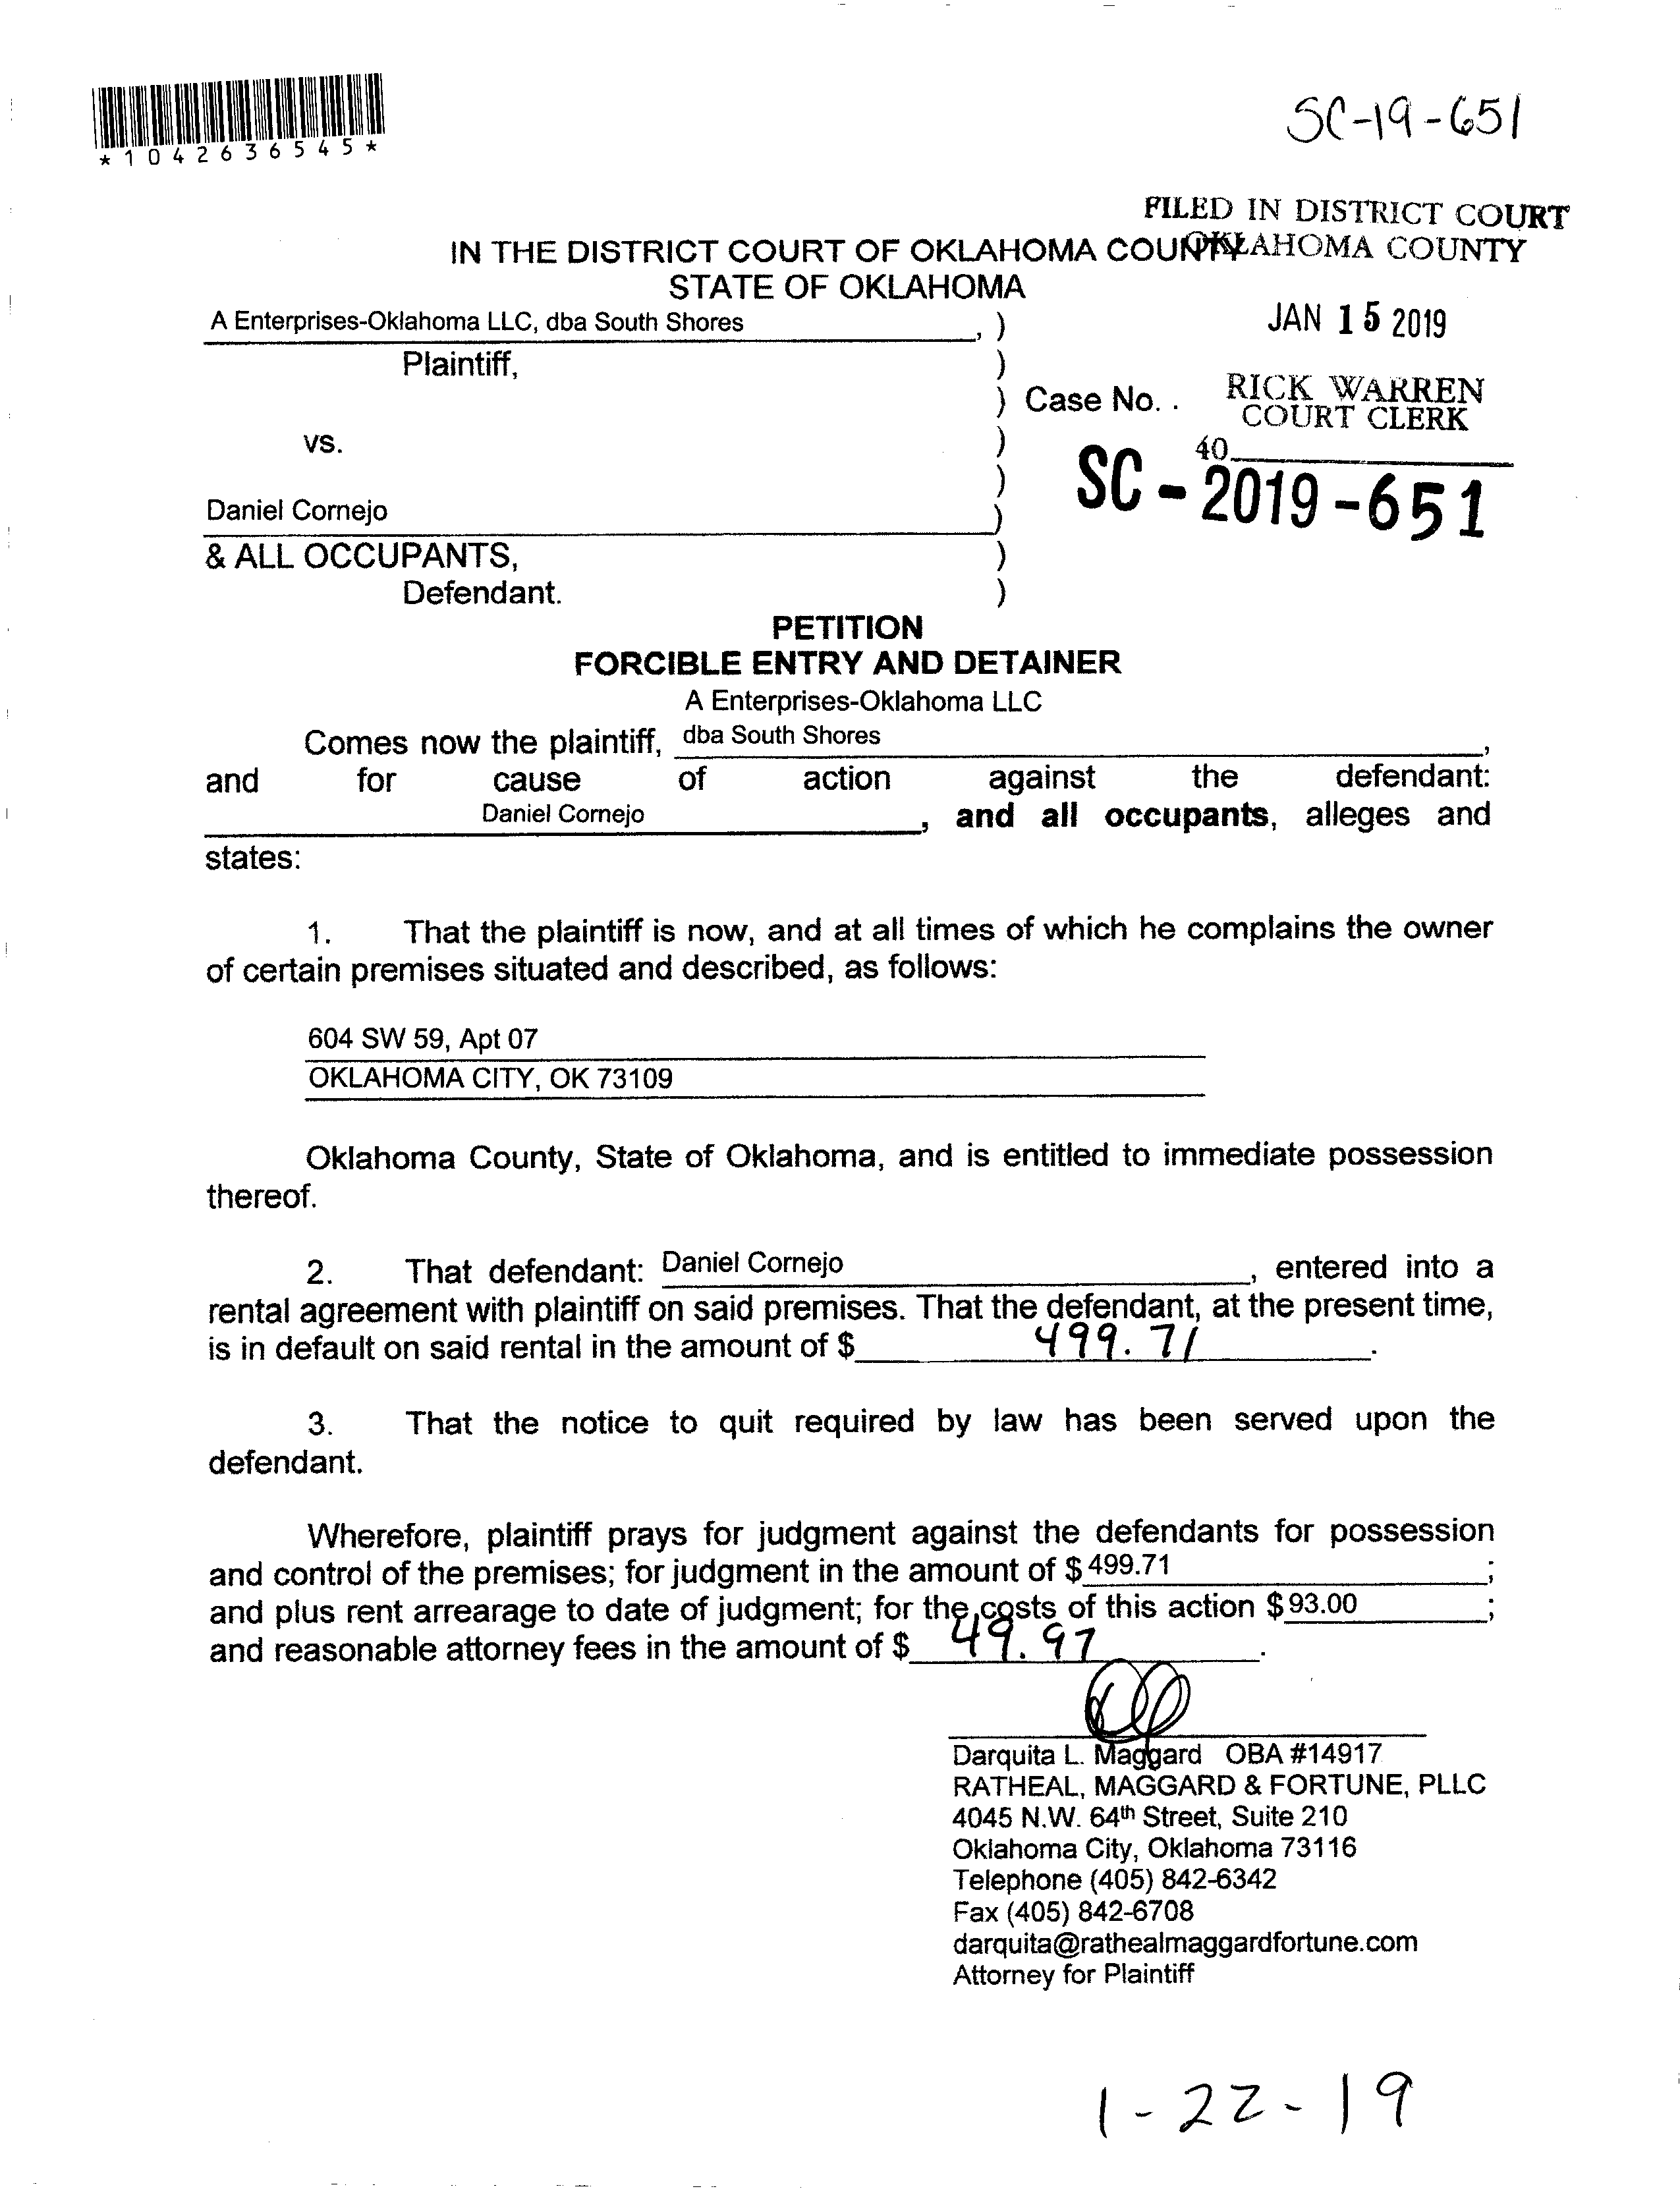 *1042636545*
SC-19-651
FILED IN DISTRICT COURT
OKLAHOMA COUNTY
IN THE DISTRICT COURT OF OKLAHOMA COUNTY
STATE OF OKLAHOMA
JAN 15 2019
A Enterprises-Oklahoma LLC, dba South Shores, )
Plaintiff, )
) Case No. .
RICK WARREN
COURT CLERK
vs. )
40
)
SC-2019-651
Daniel Cornejo )
& ALL OCCUPANTS, )
Defendant. )
PETITION
FORCIBLE ENTRY AND DETAINER
A Enterprises-Oklahoma LLC
Comes now the plaintiff, dba South Shores,
and for cause of action against the defendant:
Daniel Cornejo, and all occupants, alleges and
states:
1. That the plaintiff is now, and at all times of which he complains the owner
of certain premises situated and described, as follows:
604 SW 59, Apt 07
OKLAHOMA CITY, OK 73109
Oklahoma County, State of Oklahoma, and is entitled to immediate possession
thereof.
2. That defendant: Daniel Cornejo, entered into a
rental agreement with plaintiff on said premises. That the defendant, at the present time,
is in default on said rental in the amount of $ 499.71.
3. That the notice to quit required by law has been served upon the
defendant.
Wherefore, plaintiff prays for judgment against the defendants for possession
and control of the premises; for judgment in the amount of $ 499.71;
and plus rent arrearage to date of judgment; for the costs of this action $ 93.00;
and reasonable attorney fees in the amount of $ 49.97.
Darquita L. Maggard OBA #14917
RATHEAL, MAGGARD & FORTUNE, PLLC
4045 N.W. 64th Street, Suite 210
Oklahoma City, Oklahoma 73116
Telephone (405) 842-6342
Fax (405) 842-6708
darquita@rathealmaggardfortune.com
Attorney for Plaintiff
1-22-19